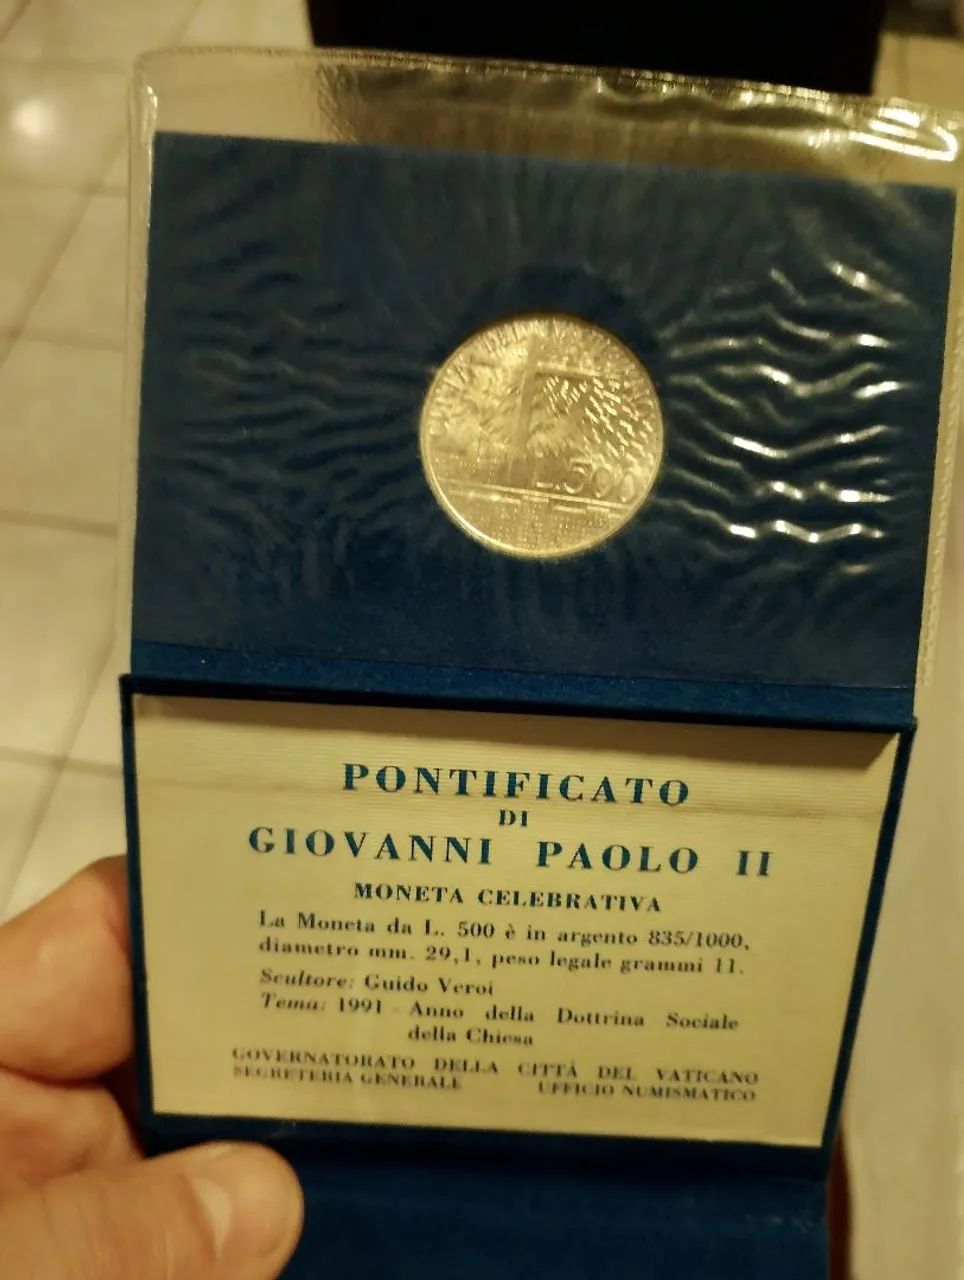 L.500
PONTIFICATO
DI
GIOVANNI PAOLO II
MONETA CELEBRATIVA
La Moneta da L. 500 è in argento 835/1000,
diametro mm. 29,1, peso legale grammi 11.
Scultore: Guido Veroi
Tema: 1991 - Anno della Dottrina Sociale
della Chiesa
GOVERNATORATO DELLA CITTÀ DEL VATICANO
SEGRETERIA GENERALE UFFICIO NUMISMATICO